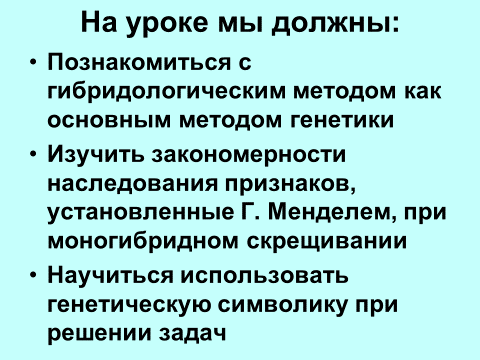 На уроке мы должны:
• Познакомиться с
гибридологическим методом как
основным методом генетики
• Изучить закономерности
наследования признаков,
установленные Г. Менделем, при
моногибридном скрещивании
• Научиться использовать
генетическую символику при
решении задач